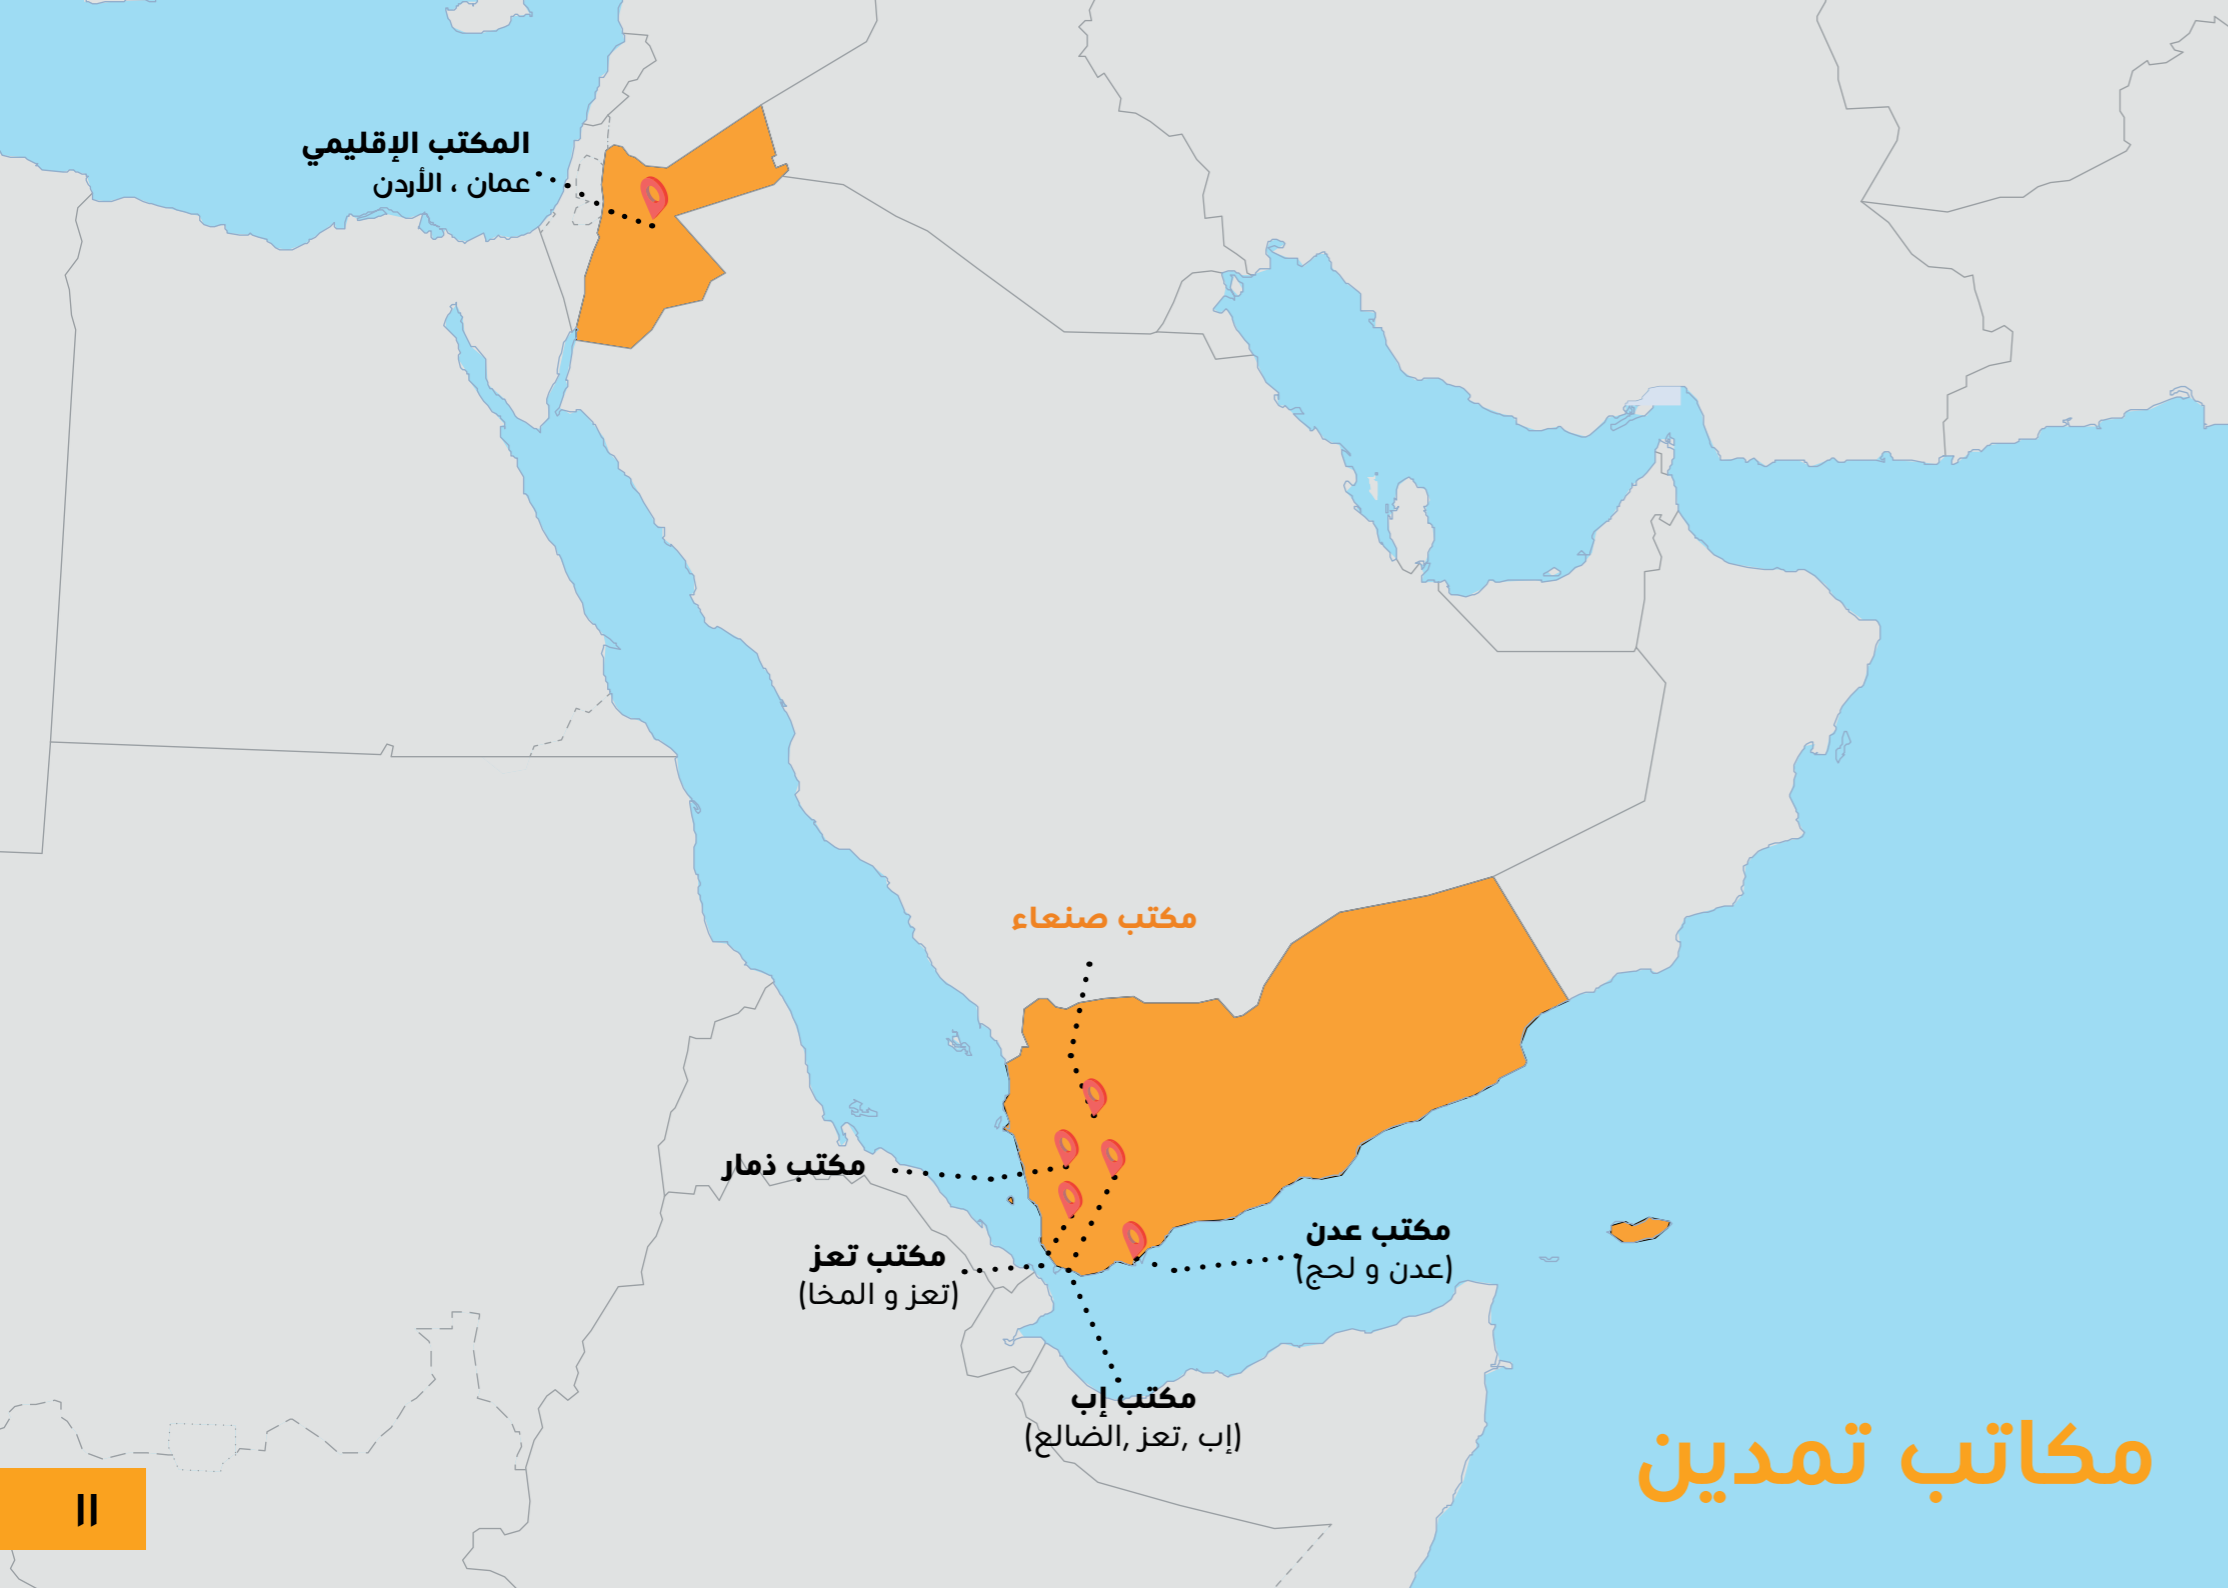 المكتب الإقليمي
عمان ، الأردن
مكتب صنعاء
مكتب ذمار
مكتب عدن
(عدن و لحج)
مكتب تعز
(تعز و المخا)
مكتب إب
(إب ,تعز ,الضالع)
مكاتب تمدين
11